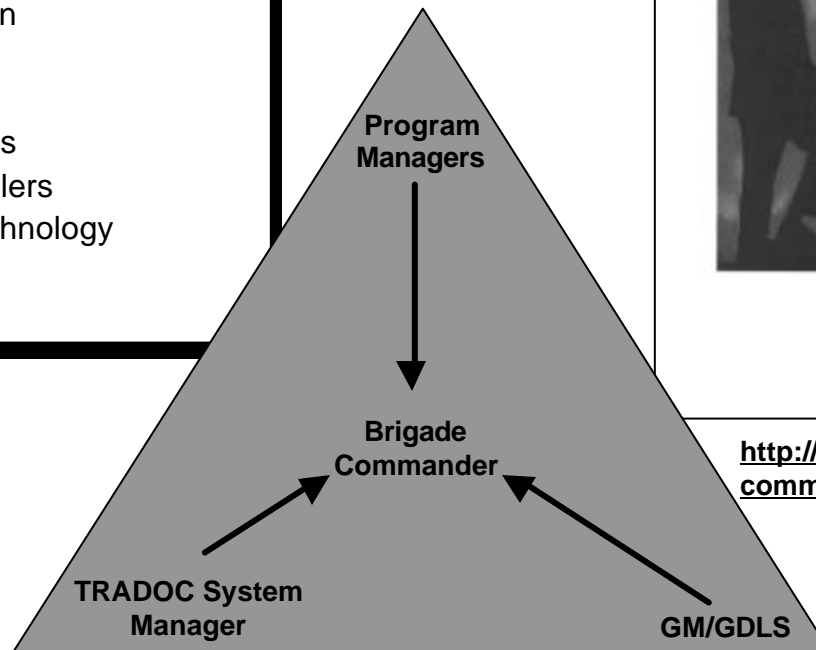 n
s
lers
hnology
Program
Managers
Brigade
Commander
http://
comm
TRADOC System
Manager
GM/GDLS